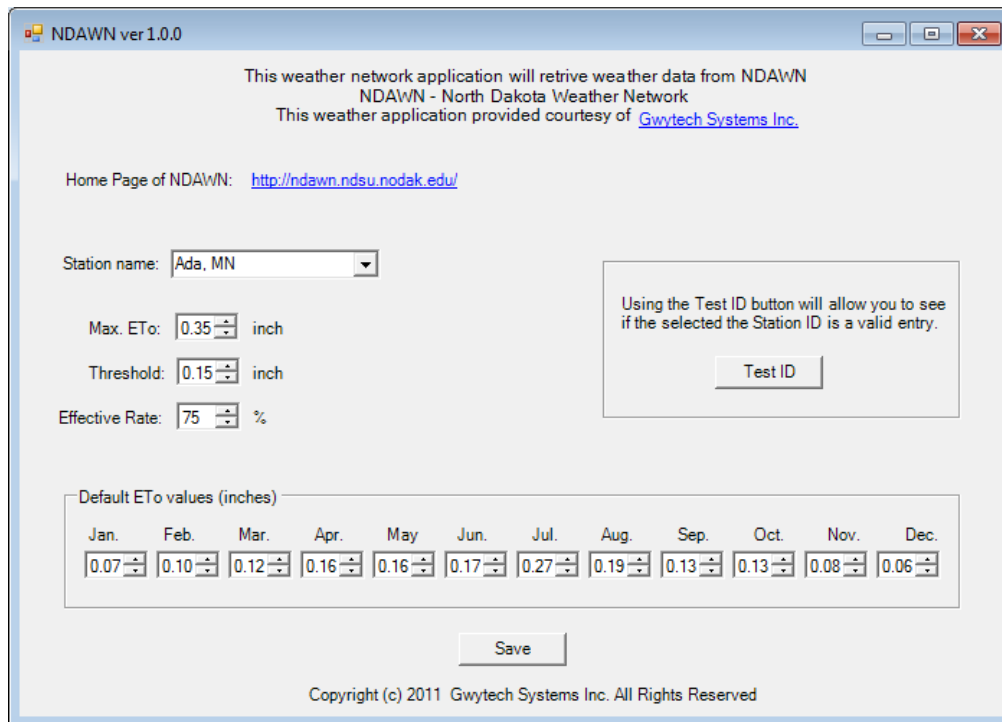 NDAWN ver 1.0.0
This weather network application will retrive weather data from NDAWN
NDAWN - North Dakota Weather Network
This weather application provided courtesy of Gwytech Systems Inc.
Home Page of NDAWN: http://ndawn.ndsu.nodak.edu/
Station name: Ada, MN
Max. ETo: 0.35 inch
Threshold: 0.15 inch
Effective Rate: 75 %
Using the Test ID button will allow you to see
if the selected the Station ID is a valid entry.
Test ID
Default ETo values (inches)
Jan. Feb. Mar. Apr. May Jun. Jul. Aug. Sep. Oct. Nov. Dec.
0.07 0.10 0.12 0.16 0.16 0.17 0.27 0.19 0.13 0.13 0.08 0.06
Save
Copyright (c) 2011 Gwytech Systems Inc. All Rights Reserved